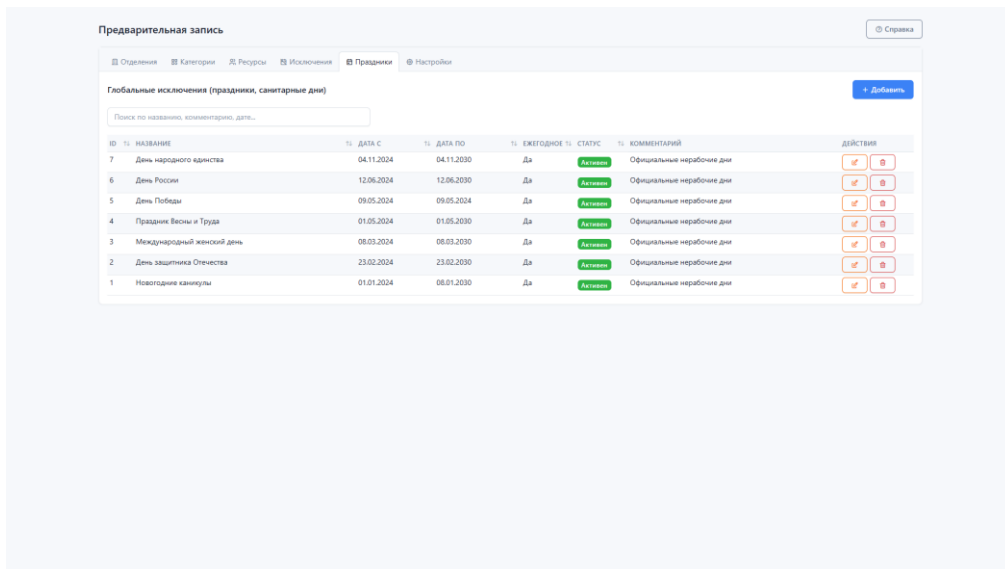 Предварительная запись
Справка
Отделения Категории Ресурсы Исключения Праздники Настройки
Глобальные исключения (праздники, санитарные дни)
+ Добавить
Поиск по названию, комментарию, дате...
ID НАЗВАНИЕ ДАТА С ДАТА ПО ЕЖЕГОДНОЕ СТАТУС КОММЕНТАРИЙ ДЕЙСТВИЯ
7 День народного единства 04.11.2024 04.11.2030 Да Активен Официальные нерабочие дни
6 День России 12.06.2024 12.06.2030 Да Активен Официальные нерабочие дни
5 День Победы 09.05.2024 09.05.2024 Да Активен Официальные нерабочие дни
4 Праздник Весны и Труда 01.05.2024 01.05.2030 Да Активен Официальные нерабочие дни
3 Международный женский день 08.03.2024 08.03.2030 Да Активен Официальные нерабочие дни
2 День защитника Отечества 23.02.2024 23.02.2030 Да Активен Официальные нерабочие дни
1 Новогодние каникулы 01.01.2024 08.01.2030 Да Активен Официальные нерабочие дни